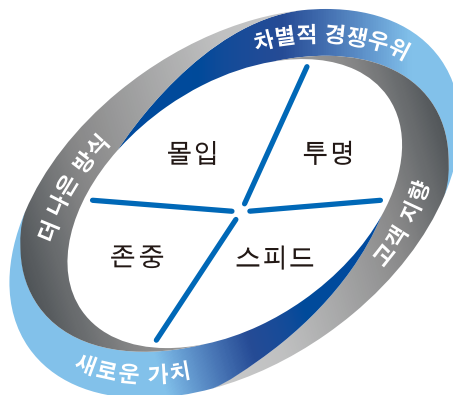 차별적 경쟁우위
더 나은 방식
몰입
투명
고객 지향
존중
스피드
새로운 가치